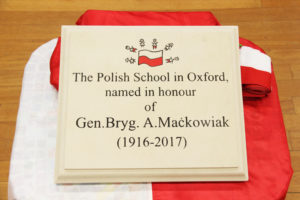 The Polish School in Oxford,
named in honour
of
Gen.Bryg. A.Maćkowiak
(1916-2017)